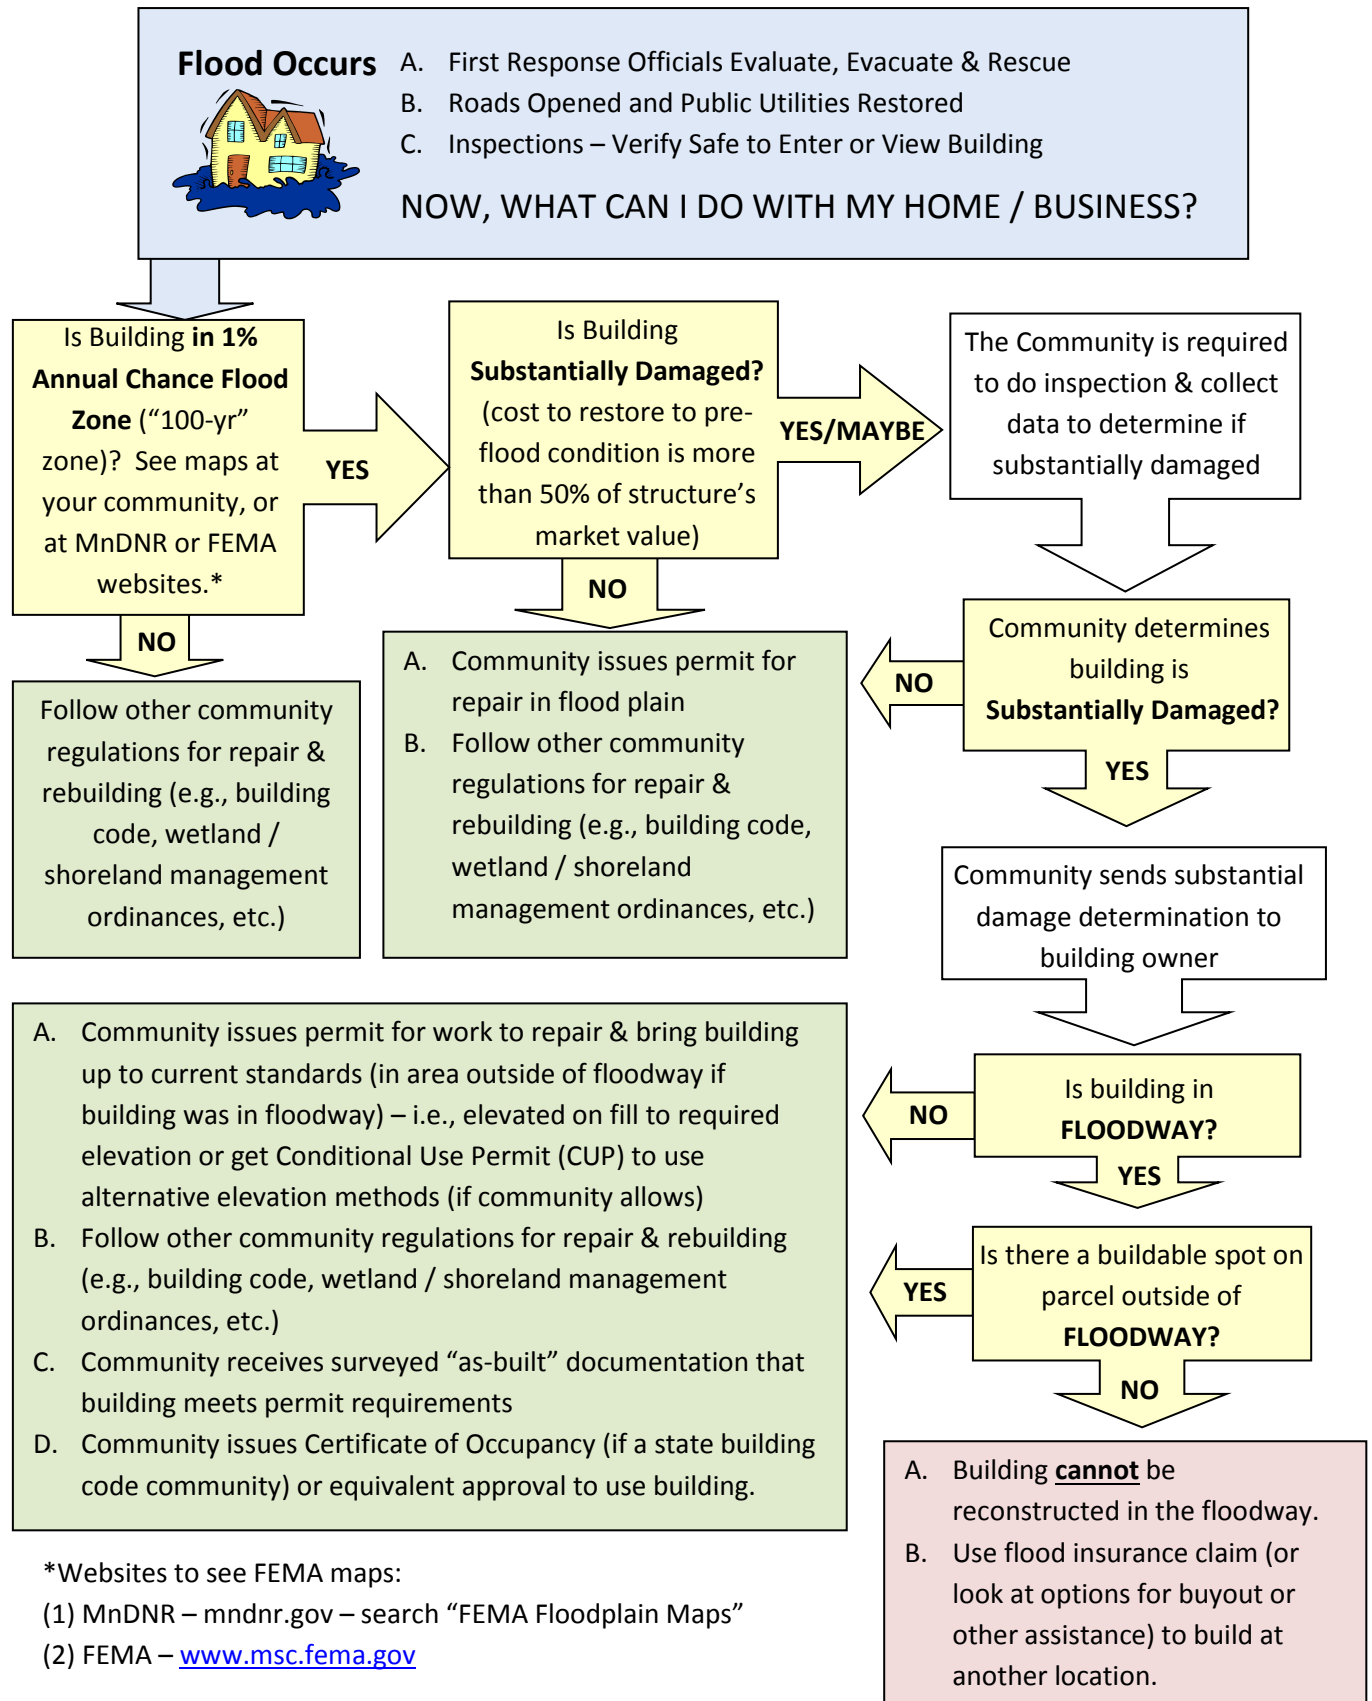 Flood Occurs
A. First Response Officials Evaluate, Evacuate & Rescue
B. Roads Opened and Public Utilities Restored
C. Inspections – Verify Safe to Enter or View Building
NOW, WHAT CAN I DO WITH MY HOME / BUSINESS?
Is Building in 1%
Annual Chance Flood
Zone (“100-yr”
zone)? See maps at
your community, or
at MnDNR or FEMA
websites.*
YES
NO
Follow other community
regulations for repair &
rebuilding (e.g., building
code, wetland /
shoreland management
ordinances, etc.)
Is Building
Substantially Damaged?
(cost to restore to pre-
flood condition is more
than 50% of structure’s
market value)
YES/MAYBE
NO
A. Community issues permit for
repair in flood plain
B. Follow other community
regulations for repair &
rebuilding (e.g., building code,
wetland / shoreland
management ordinances, etc.)
The Community is required
to do inspection & collect
data to determine if
substantially damaged
Community determines
building is
Substantially Damaged?
NO
YES
Community sends substantial
damage determination to
building owner
Is building in
FLOODWAY?
NO
YES
Is there a buildable spot on
parcel outside of
FLOODWAY?
YES
NO
A. Community issues permit for work to repair & bring building
up to current standards (in area outside of floodway if
building was in floodway) – i.e., elevated on fill to required
elevation or get Conditional Use Permit (CUP) to use
alternative elevation methods (if community allows)
B. Follow other community regulations for repair & rebuilding
(e.g., building code, wetland / shoreland management
ordinances, etc.)
C. Community receives surveyed “as-built” documentation that
building meets permit requirements
D. Community issues Certificate of Occupancy (if a state building
code community) or equivalent approval to use building.
A. Building cannot be
reconstructed in the floodway.
B. Use flood insurance claim (or
look at options for buyout or
other assistance) to build at
another location.
*Websites to see FEMA maps:
(1) MnDNR – mndnr.gov – search “FEMA Floodplain Maps”
(2) FEMA – www.msc.fema.gov